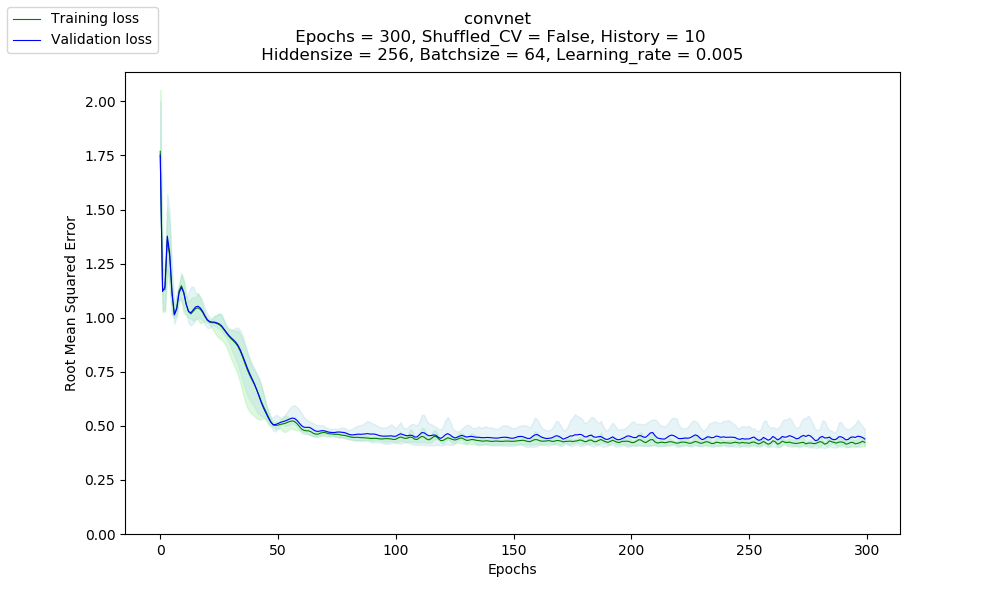 Training loss
Validation loss
convnet
Epochs = 300, Shuffled_CV = False, History = 10
Hiddensize = 256, Batchsize = 64, Learning_rate = 0.005
2.00
1.75
1.50
1.25
1.00
0.75
0.50
0.25
0.00
Root Mean Squared Error
0
50
100
150
200
250
300
Epochs